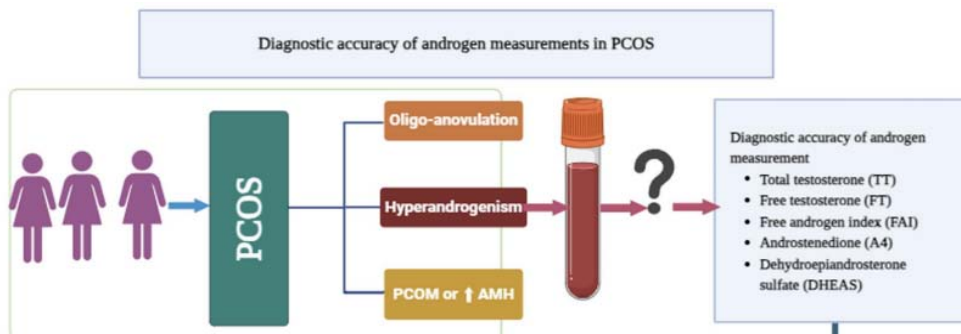 Diagnostic accuracy of androgen measurements in PCOS
PCOS
Oligo-anovulation
Hyperandrogenism
PCOM or ↑ AMH
?
Diagnostic accuracy of androgen
measurement
• Total testosterone (TT)
• Free testosterone (FT)
• Free androgen index (FAI)
• Androstenedione (A4)
• Dehydroepiandrosterone
sulfate (DHEAS)